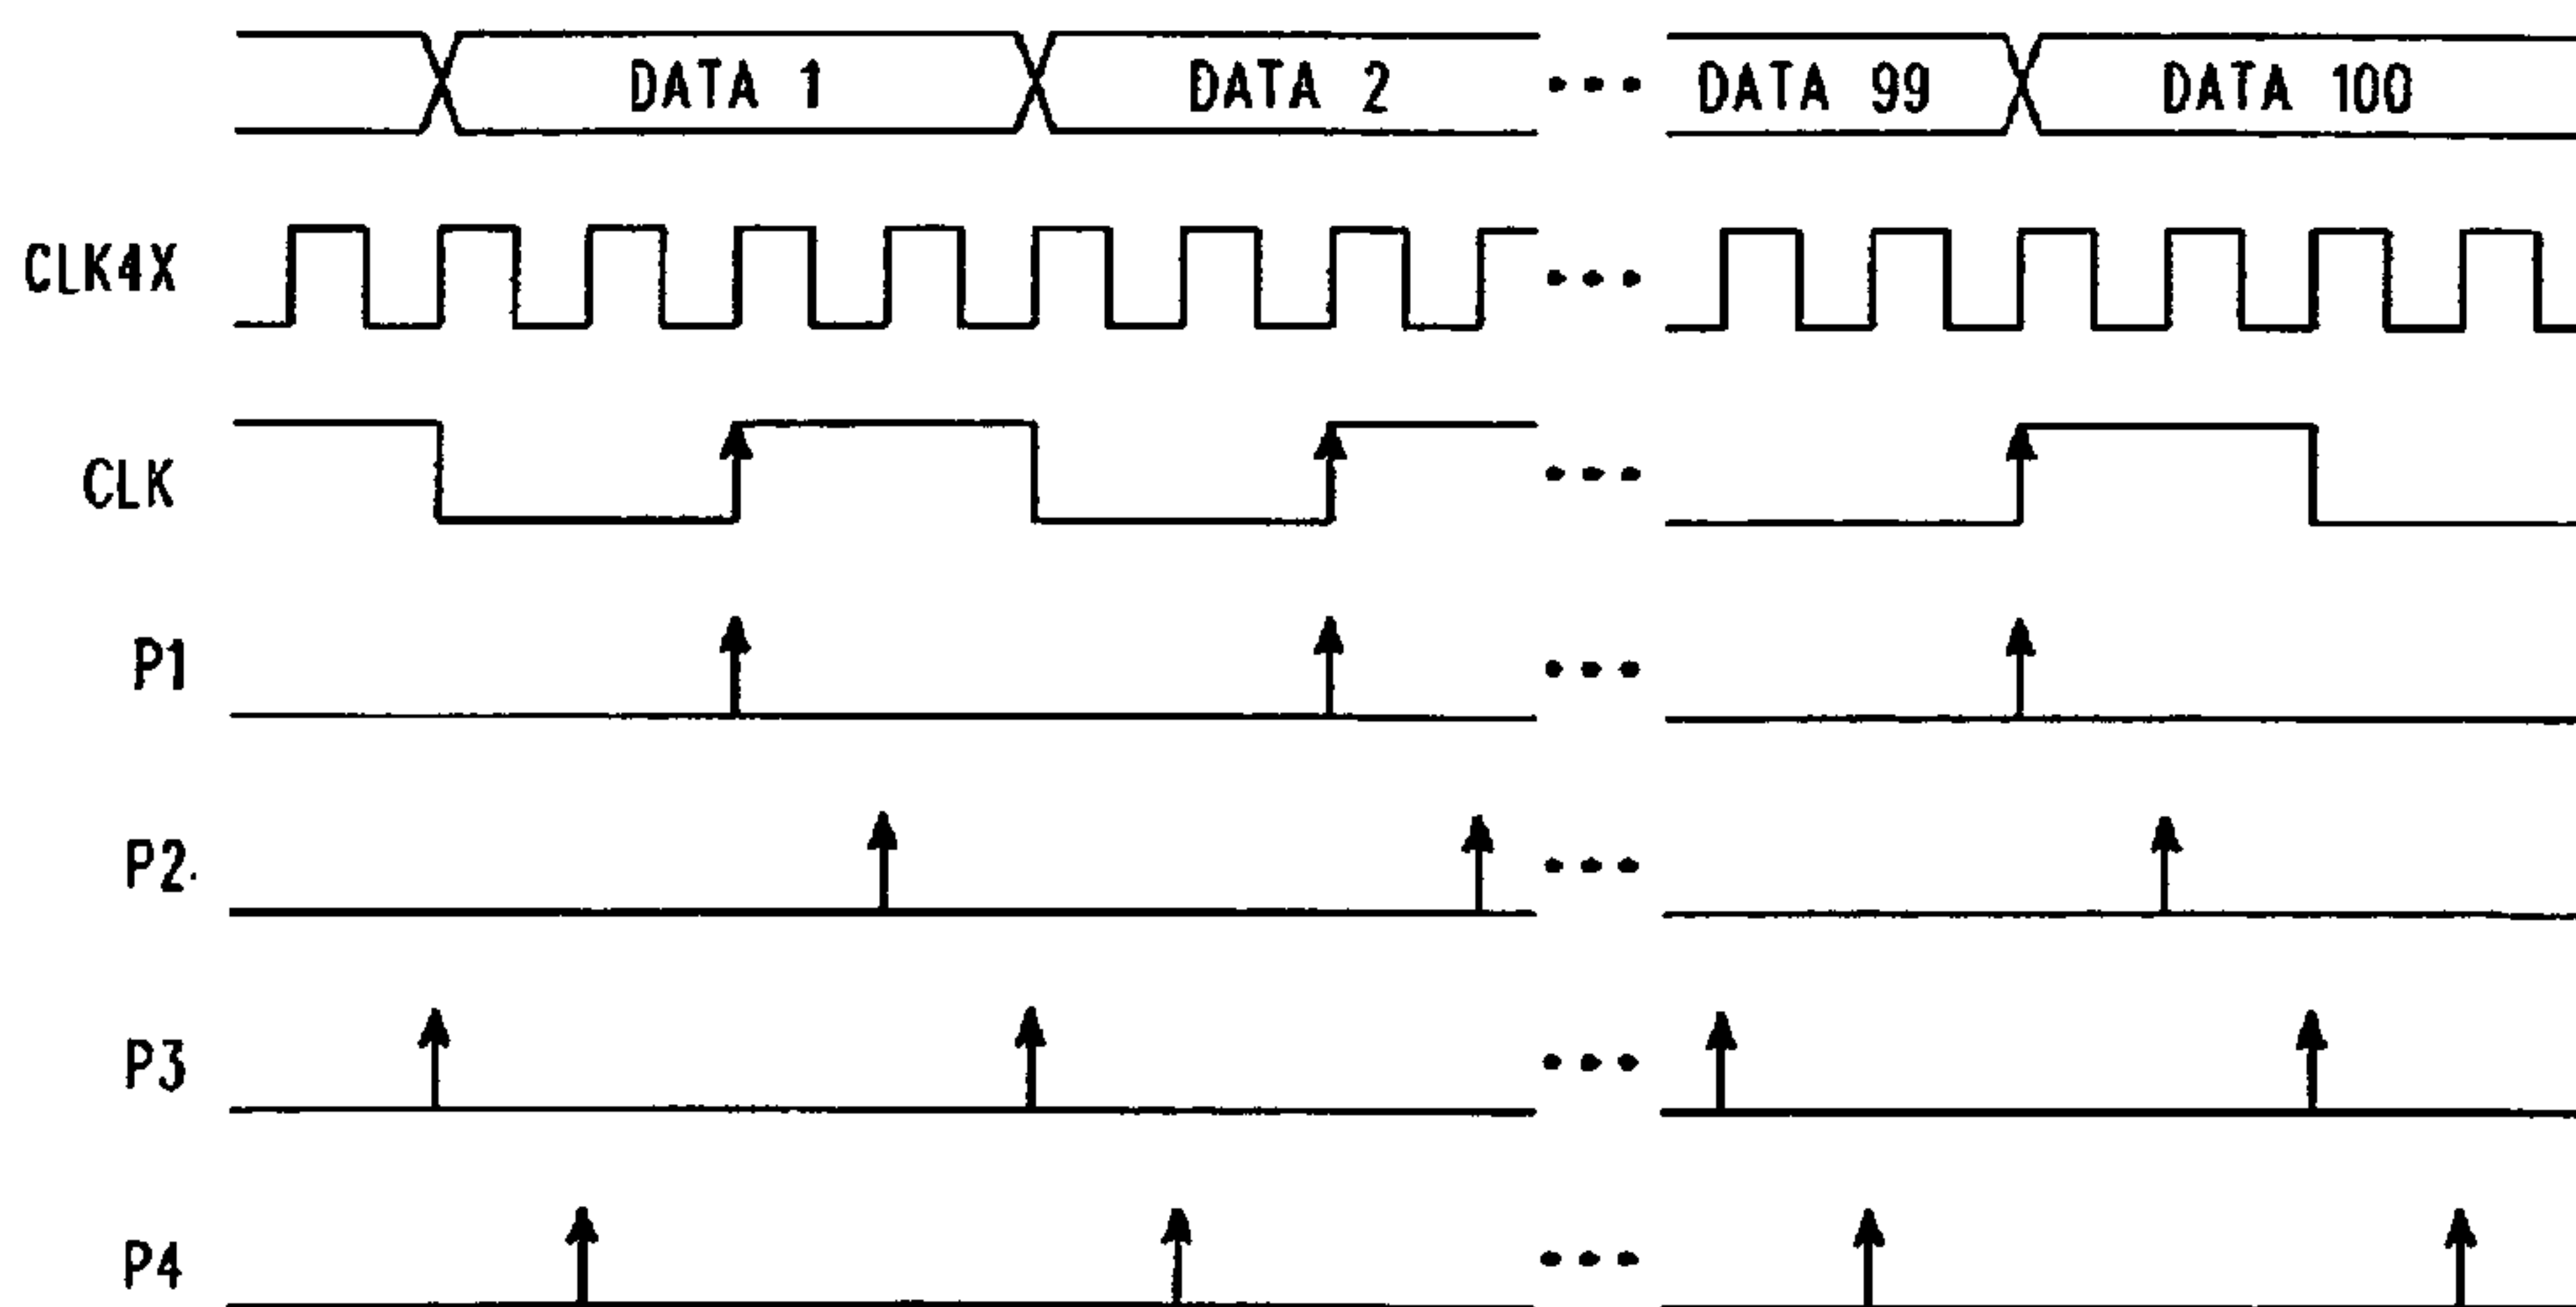 DATA 1 DATA 2 ••• DATA 99 DATA 100
CLK4X •••
CLK •••
P1 •••
P2. •••
P3 •••
P4 •••